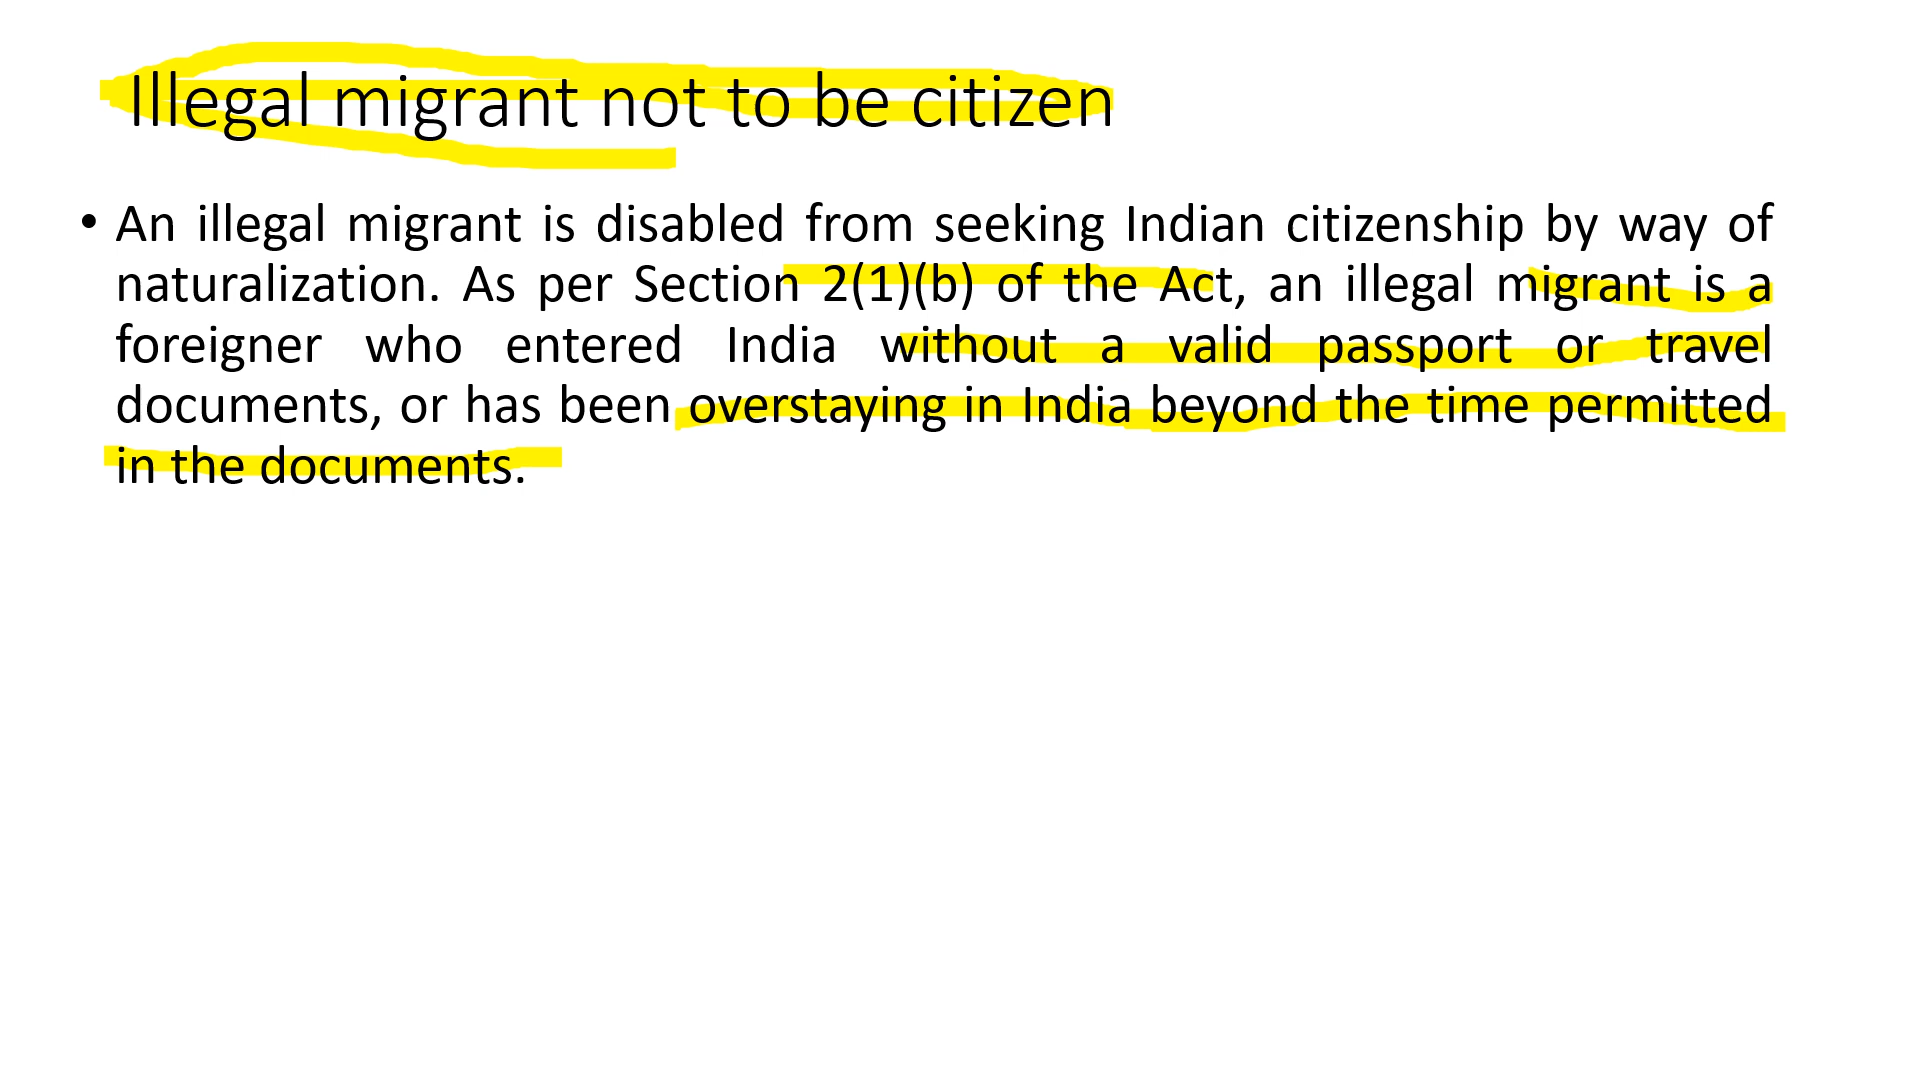 Illegal migrant not to be citizen
• An illegal migrant is disabled from seeking Indian citizenship by way of
naturalization. As per Section 2(1)(b) of the Act, an illegal migrant is a
foreigner who entered India without a valid passport or travel
documents, or has been overstaying in India beyond the time permitted
in the documents.